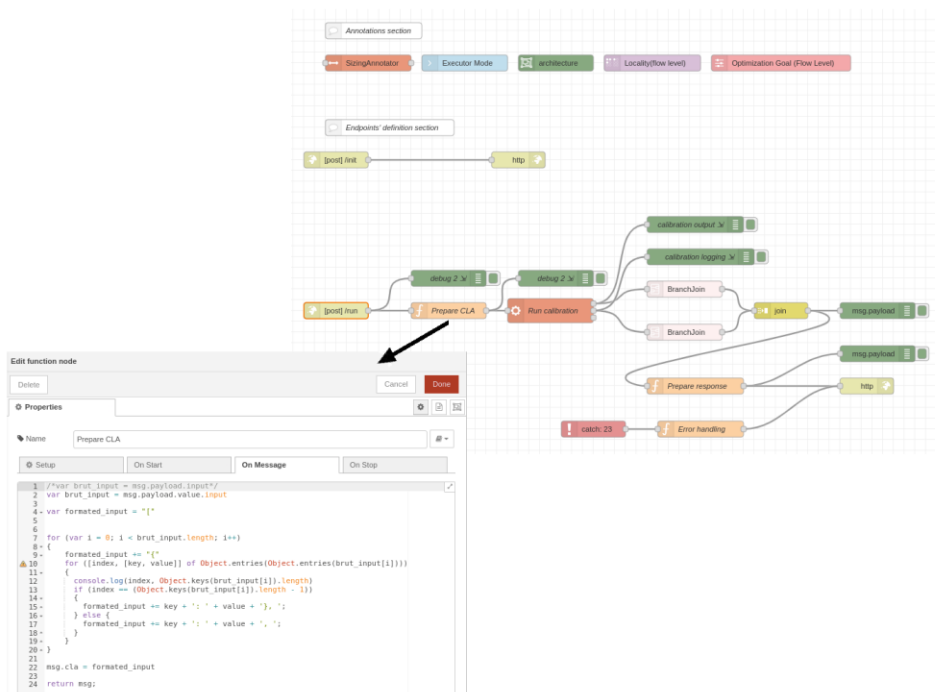 Annotations section
SizingAnnotator
Executor Mode
architecture
Locality(flow level)
Optimization Goal (Flow Level)
Endpoints' definition section
[post] /init
http
calibration output
calibration logging
debug 2
debug 2
BranchJoin
[post] /run
Prepare CLA
Run calibration
join
msg.payload
BranchJoin
msg.payload
Prepare response
http
catch: 23
Error handling
Edit function node
Delete
Cancel
Done
Properties
Name
Prepare CLA
Setup
On Start
On Message
On Stop
1 /*var brut_input = msg.payload.input*/
2 var brut_input = msg.payload.value.input
3
4 var formated_input = "["
5
6
7 for (var i = 0; i < brut_input.length; i++)
8 {
9 formated_input += "{"
10 for ([index, [key, value]] of Object.entries(Object.entries(brut_input[i])))
11 {
12 console.log(index, Object.keys(brut_input[i]).length)
13 if (index == (Object.keys(brut_input[i]).length - 1))
14 {
15 formated_input += key + ': ' + value + '}, ';
16 } else {
17 formated_input += key + ': ' + value + ', ';
18 }
19 }
20 }
21
22 msg.cla = formated_input
23
24 return msg;